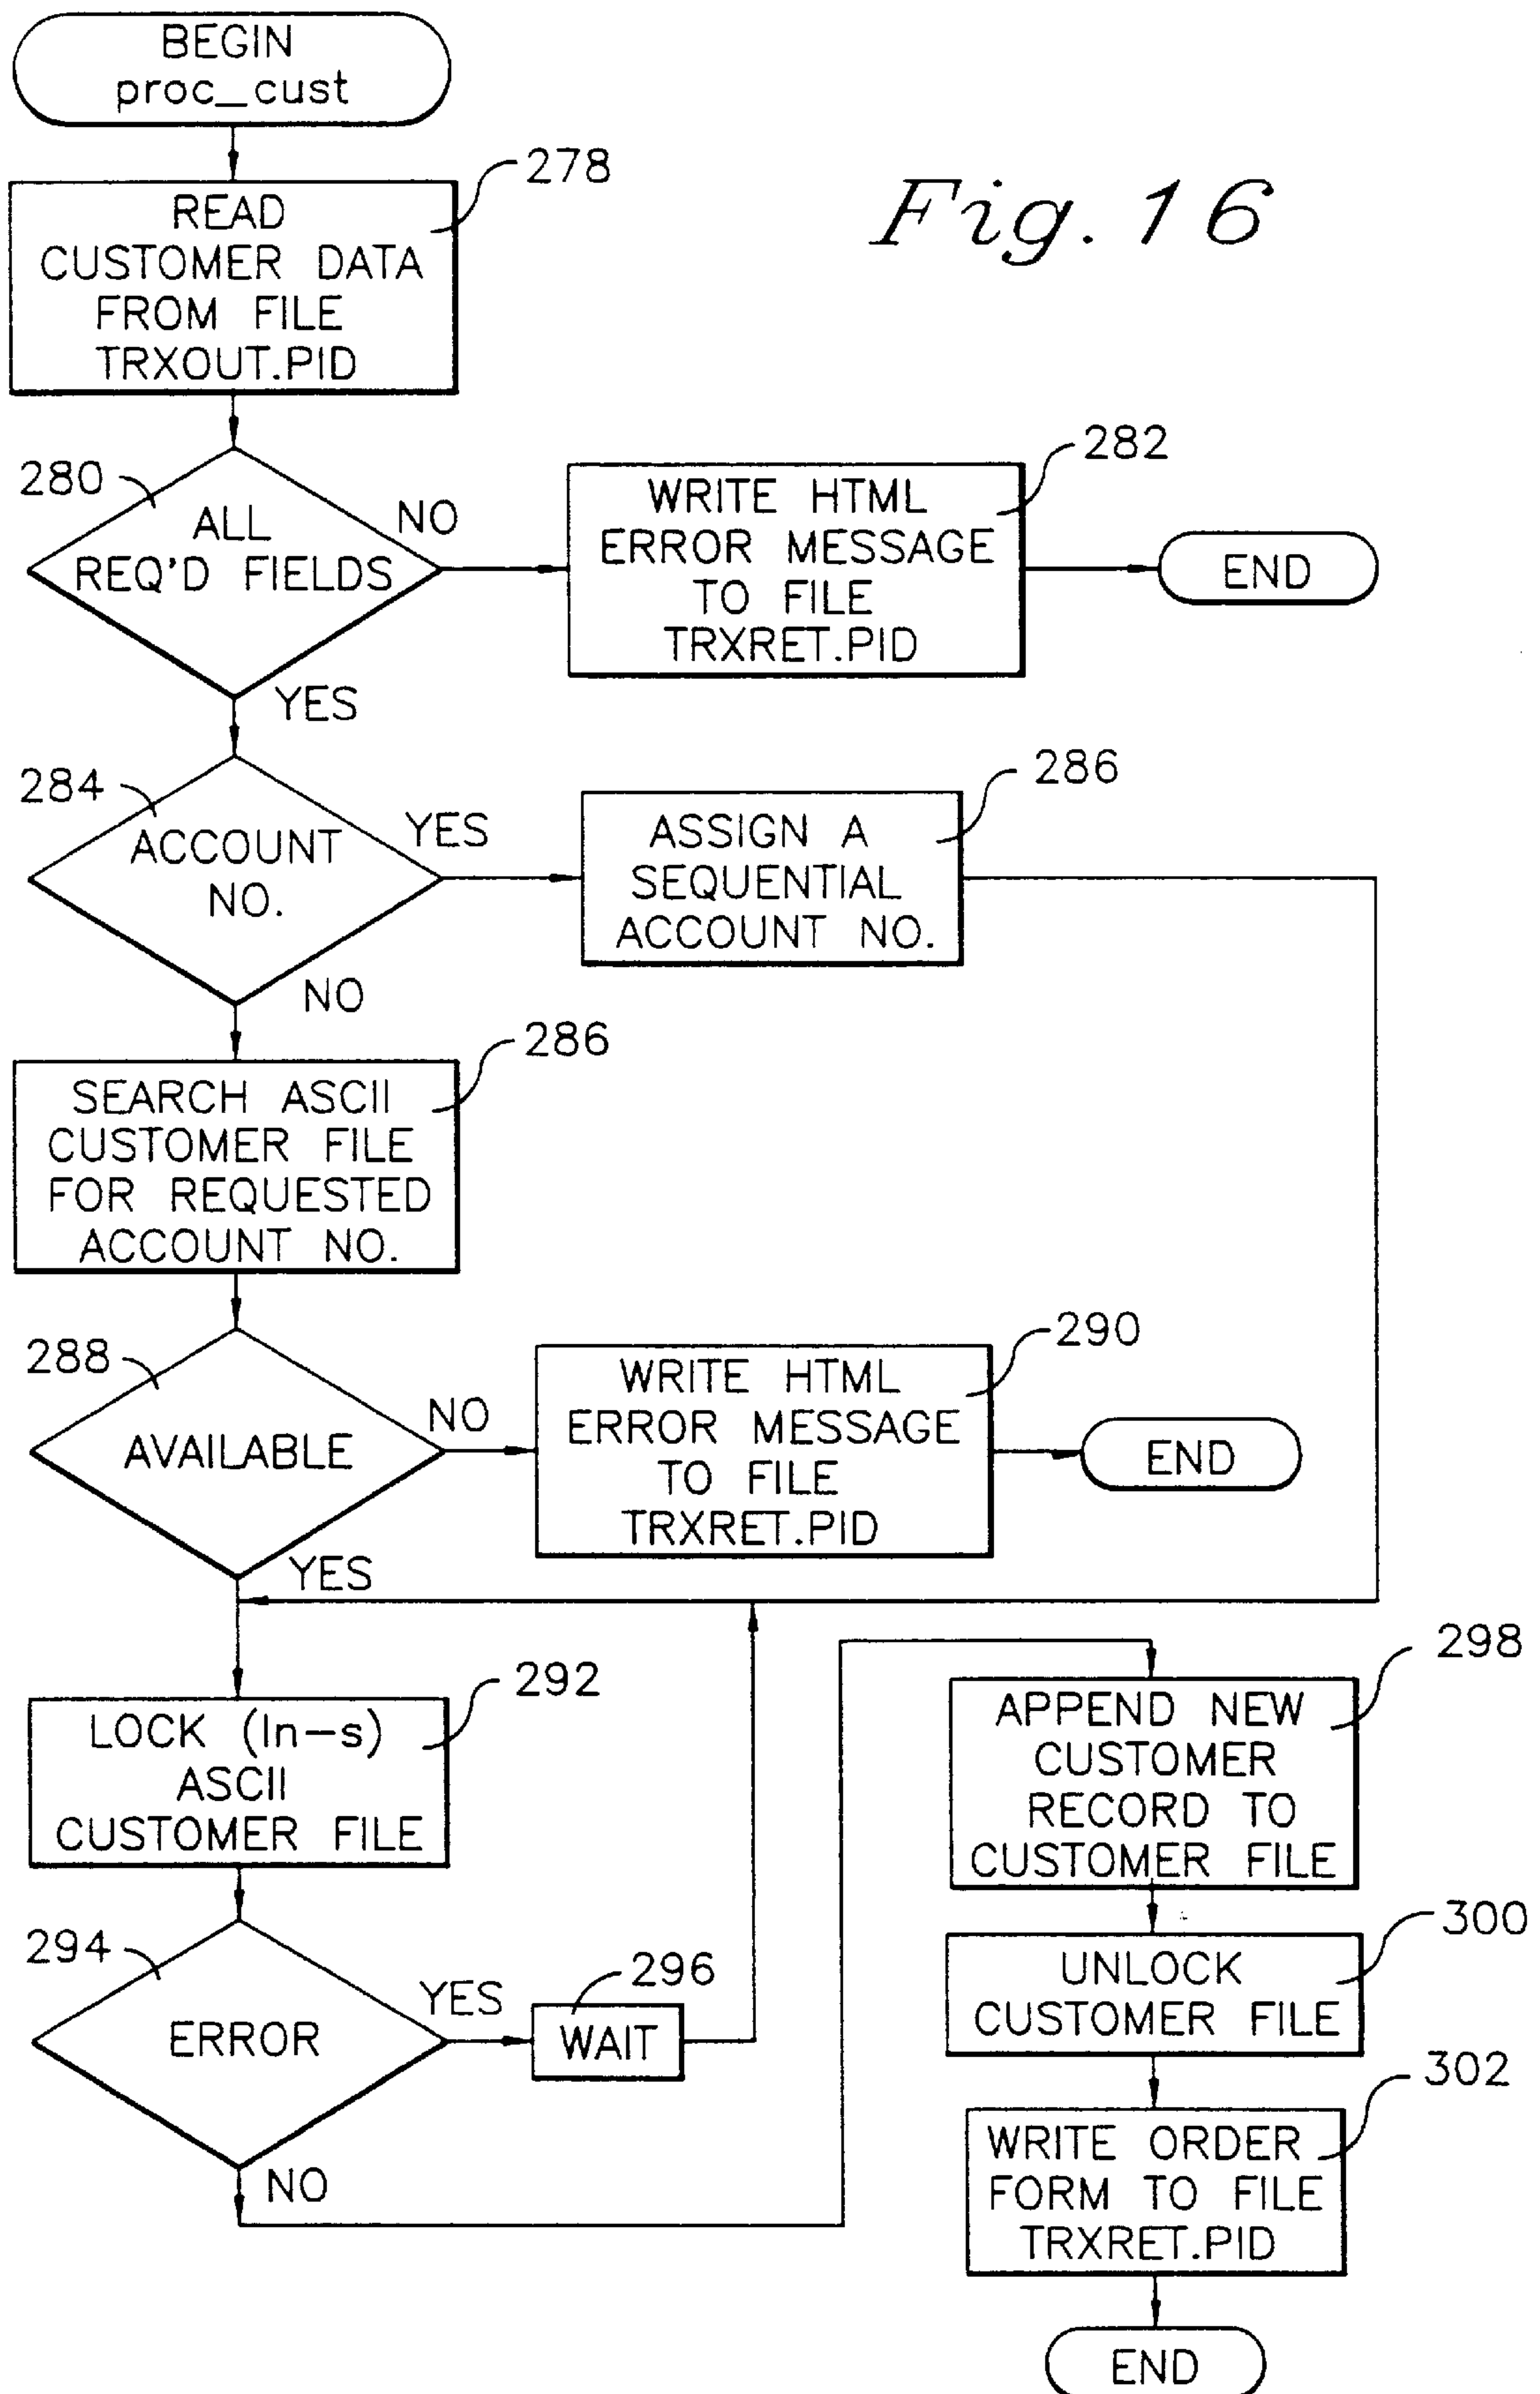 BEGIN
proc_cust
278
READ
CUSTOMER DATA
FROM FILE
TRXOUT.PID
Fig. 16
280
ALL
REQ'D FIELDS
NO
YES
282
WRITE HTML
ERROR MESSAGE
TO FILE
TRXRET.PID
END
284
ACCOUNT
NO.
YES
NO
286
ASSIGN A
SEQUENTIAL
ACCOUNT NO.
286
SEARCH ASCII
CUSTOMER FILE
FOR REQUESTED
ACCOUNT NO.
288
AVAILABLE
NO
YES
290
WRITE HTML
ERROR MESSAGE
TO FILE
TRXRET.PID
END
292
LOCK (ln-s)
ASCII
CUSTOMER FILE
294
ERROR
YES
NO
296
WAIT
298
APPEND NEW
CUSTOMER
RECORD TO
CUSTOMER FILE
300
UNLOCK
CUSTOMER FILE
302
WRITE ORDER
FORM TO FILE
TRXRET.PID
END